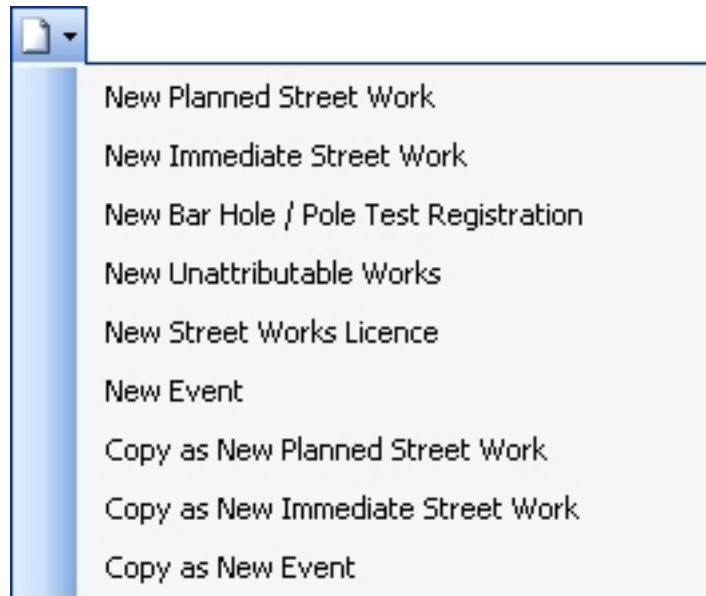 New Planned Street Work
New Immediate Street Work
New Bar Hole / Pole Test Registration
New Unattributable Works
New Street Works Licence
New Event
Copy as New Planned Street Work
Copy as New Immediate Street Work
Copy as New Event